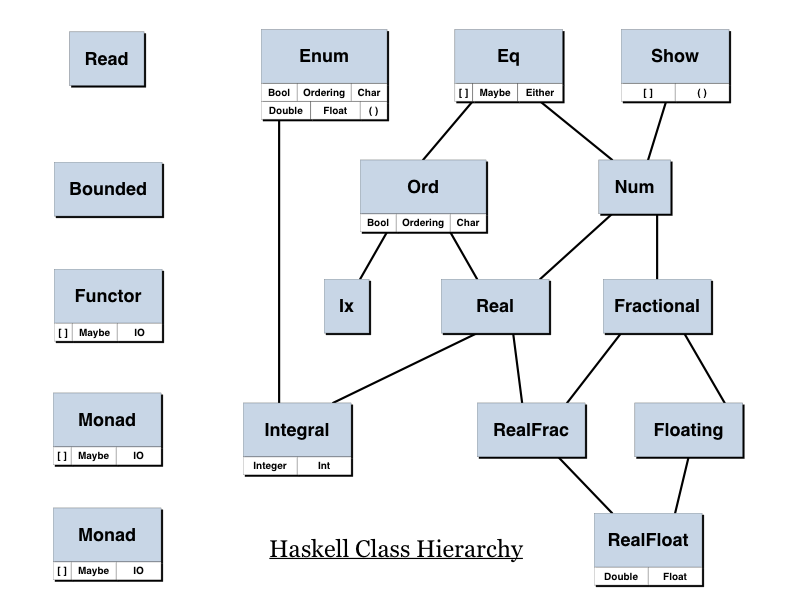 Read
Enum
Bool Ordering Char
Double Float ( )
Eq
[ ] Maybe Either
Show
[ ] ( )
Bounded
Ord
Bool Ordering Char
Num
Functor
[ ] Maybe IO
Ix
Real
Fractional
Monad
[ ] Maybe IO
Integral
Integer Int
RealFrac
Floating
Monad
[ ] Maybe IO
Haskell Class Hierarchy
RealFloat
Double Float